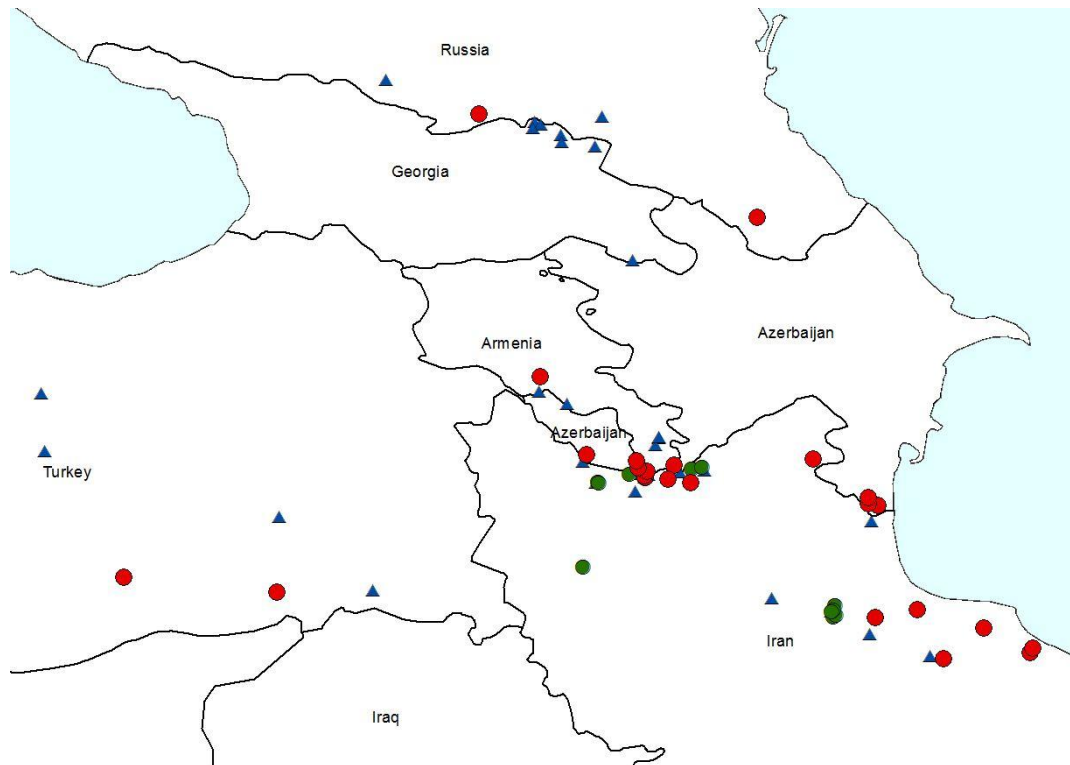 Russia
Georgia
Azerbaijan
Armenia
Azerbaijan
Turkey
Iran
Iraq